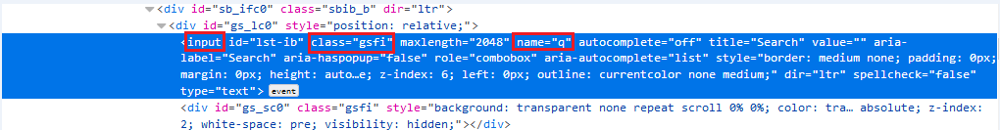 <div id="sb_ifc0" class="sbib_b" dir="ltr">
<div id="gs_lc0" style="position: relative;">
<input id="lst-ib" class="gsfi" maxlength="2048" name="q" autocomplete="off" title="Search" value="" aria-
label="Search" aria-haspopup="false" role="combobox" aria-autocomplete="list" style="border: medium none; padding: 0px;
margin: 0px; height: auto…e; z-index: 6; left: 0px; outline: currentcolor none medium;" dir="ltr" spellcheck="false"
type="text"> event
<div id="gs_sc0" class="gsfi" style="background: transparent none repeat scroll 0% 0%; color: tra… absolute; z-index:
2; white-space: pre; visibility: hidden;"></div>